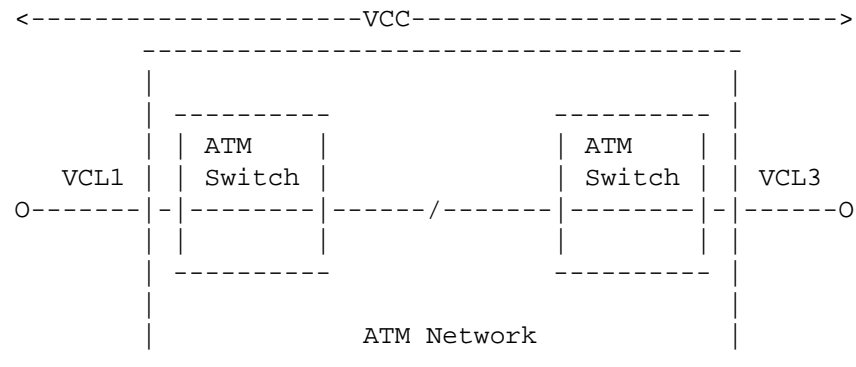 <---------------------VCC--------------------------->
ATM ATM
VCL1 Switch Switch VCL3
O O
ATM Network